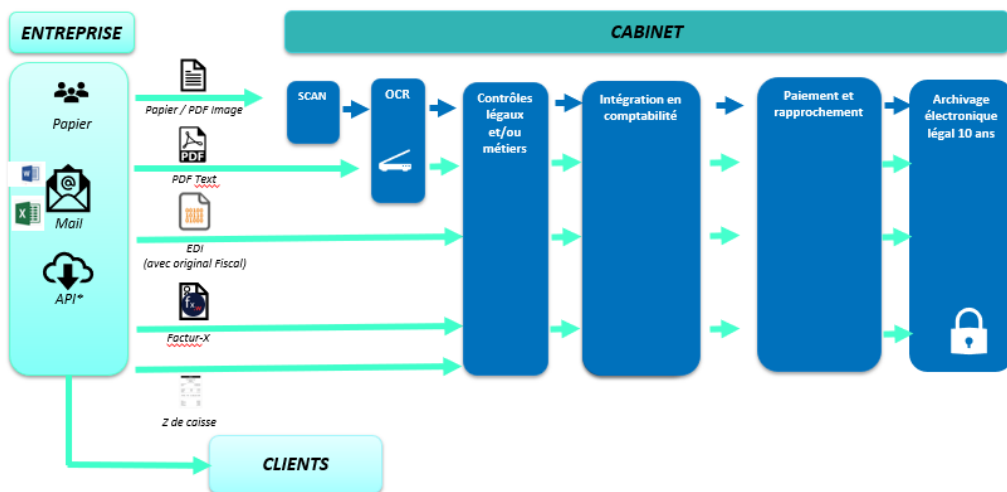 ENTREPRISE
CABINET
Papier
Mail
API*
Papier / PDF Image
PDF
PDF Text
EDI
(avec original Fiscal)
Factur-X
Z de caisse
SCAN
OCR
Contrôles
légaux
et/ou
métiers
Intégration en
comptabilité
Paiement et
rapprochement
Archivage
électronique
légal 10 ans
CLIENTS